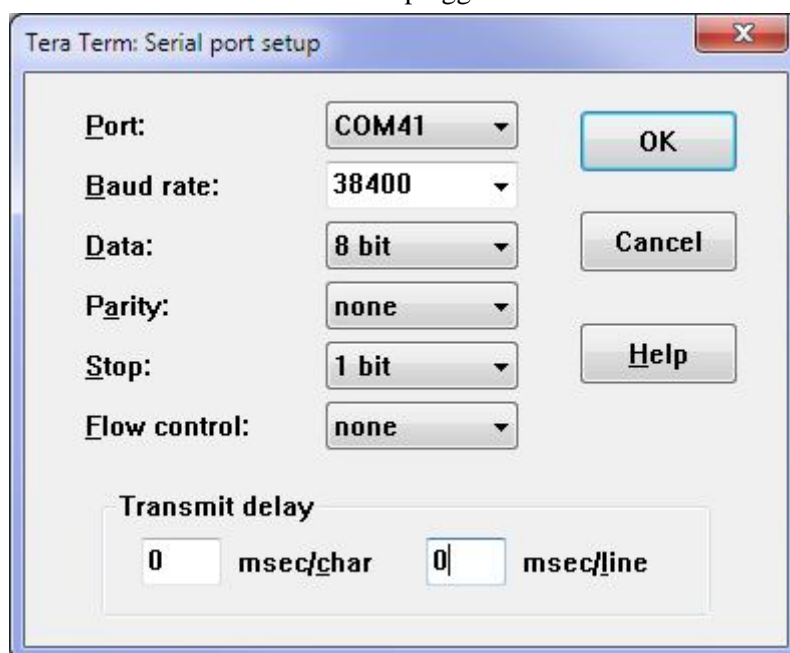 Tera Term: Serial port setup
Port: COM41
OK
Baud rate: 38400
Data: 8 bit
Cancel
Parity: none
Stop: 1 bit
Help
Flow control: none
Transmit delay
0 msec/char 0 msec/line